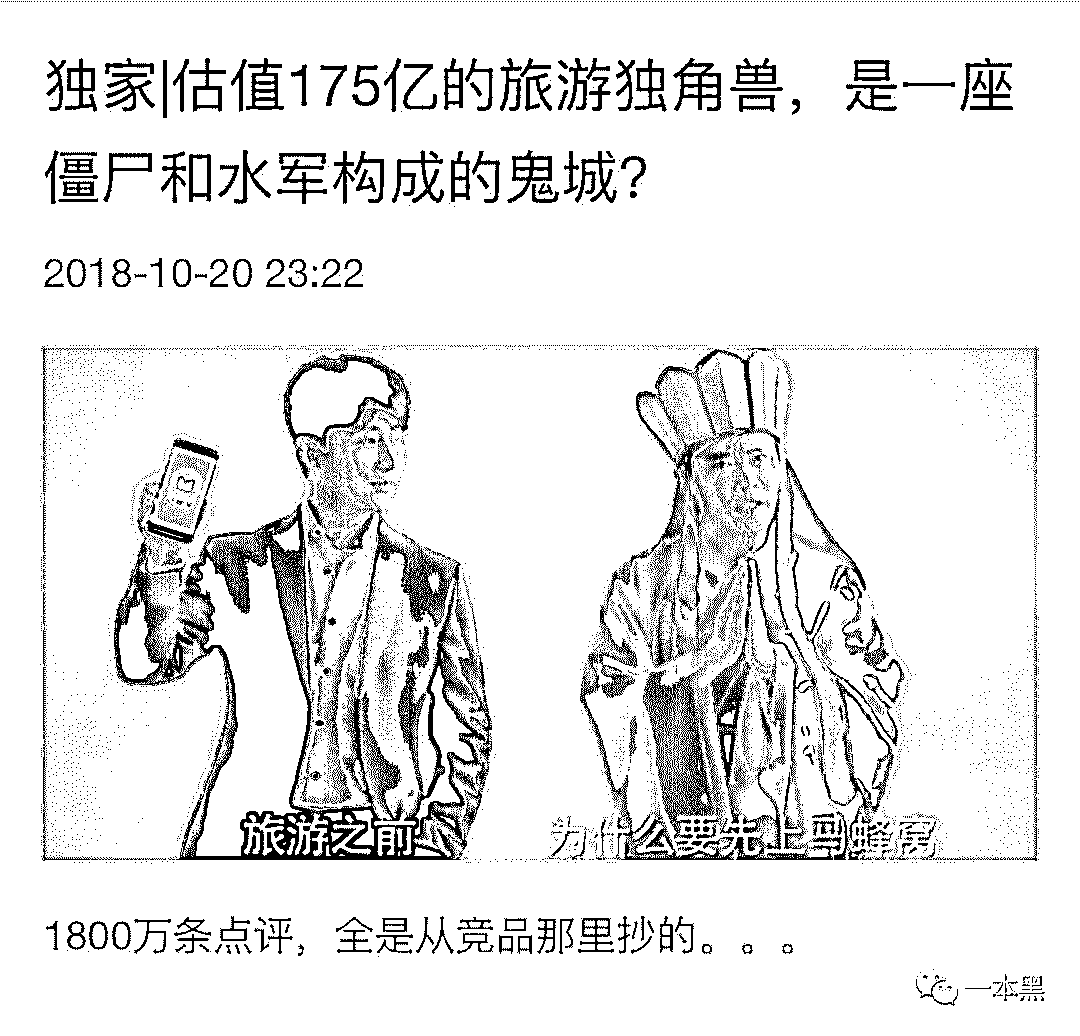 独家|估值175亿的旅游独角兽，是一座
僵尸和水军构成的鬼城？
2018-10-20 23:22
旅游之前
为什么要先上马蜂窝
1800万条点评，全是从竞品那里抄的。。。
一本黑